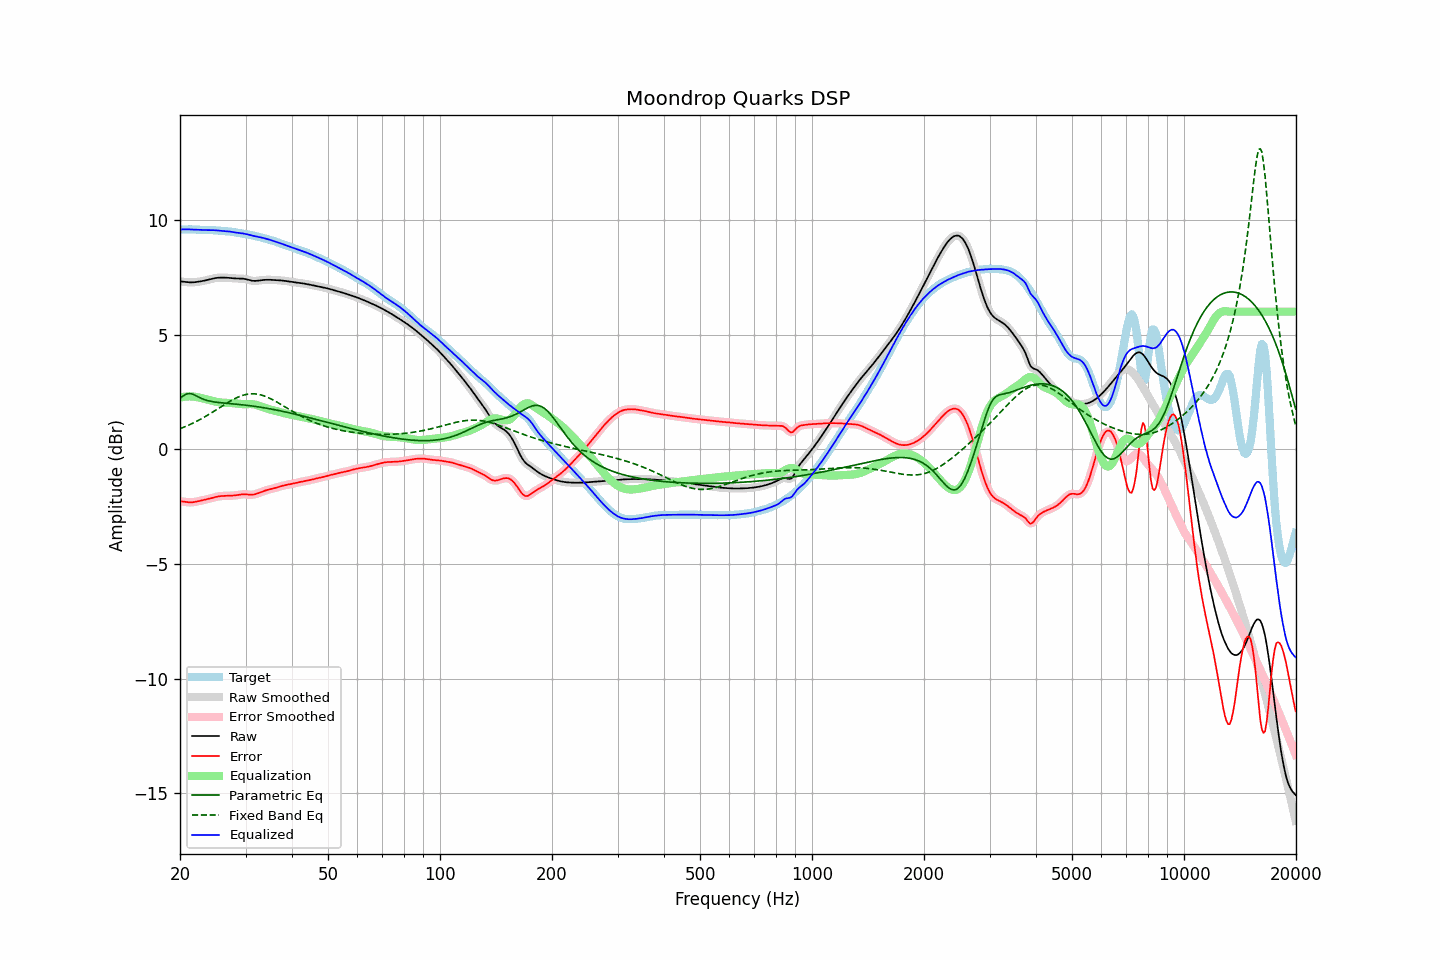 Moondrop Quarks DSP
Amplitude (dBr)
10
5
0
−5
−10
−15
Target
Raw Smoothed
Error Smoothed
Raw
Error
Equalization
Parametric Eq
Fixed Band Eq
Equalized
20
50
100
200
500
1000
2000
5000
10000
20000
Frequency (Hz)